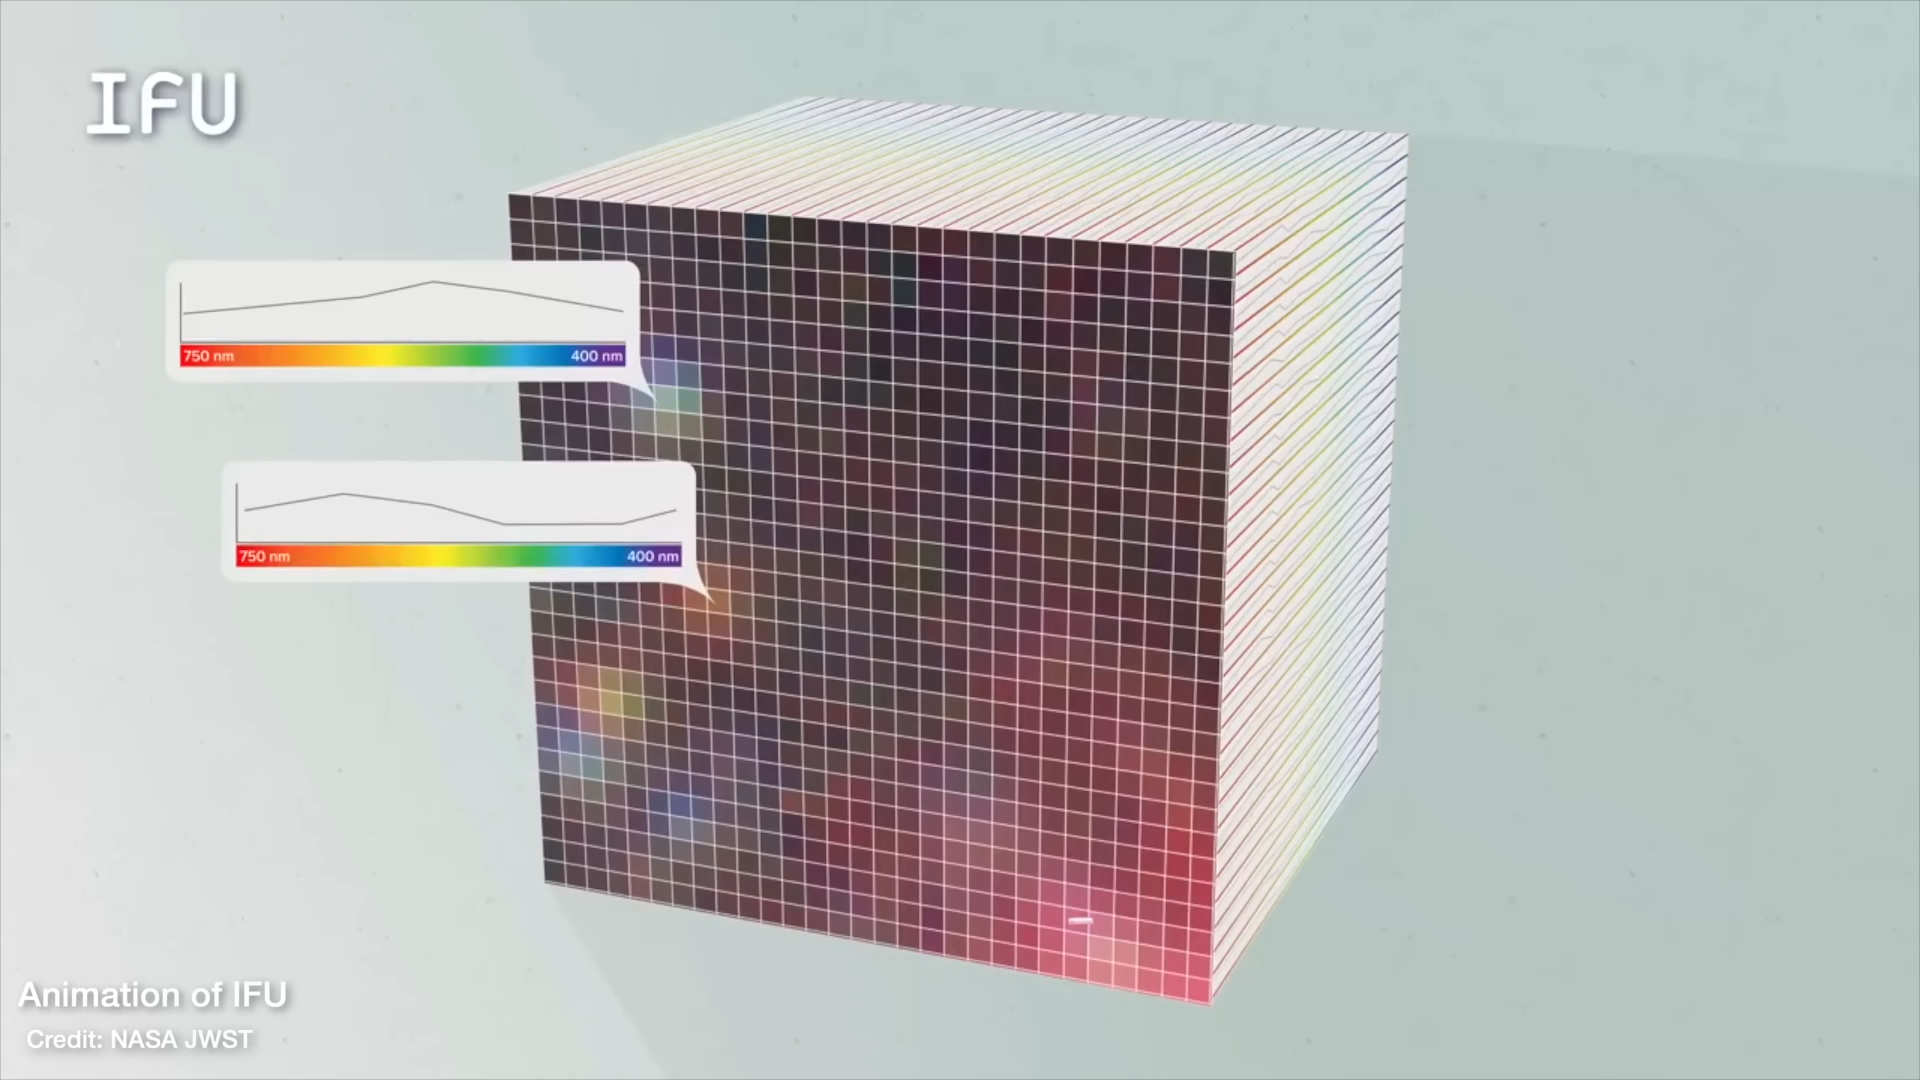 IFU
750 nm 400 nm
750 nm 400 nm
Animation of IFU
Credit: NASA JWST